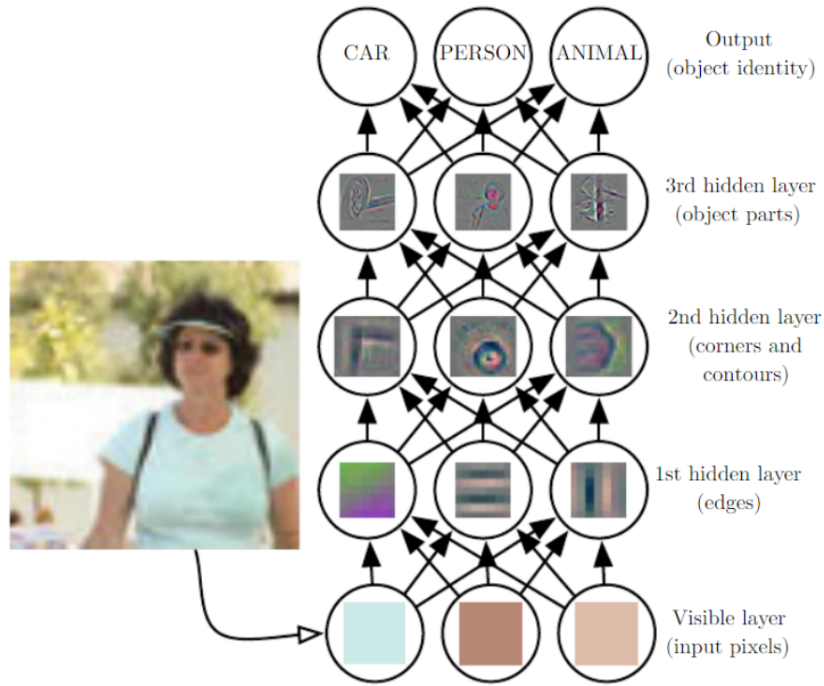 CAR
PERSON
ANIMAL
Output
(object identity)
3rd hidden layer
(object parts)
2nd hidden layer
(corners and
contours)
1st hidden layer
(edges)
Visible layer
(input pixels)